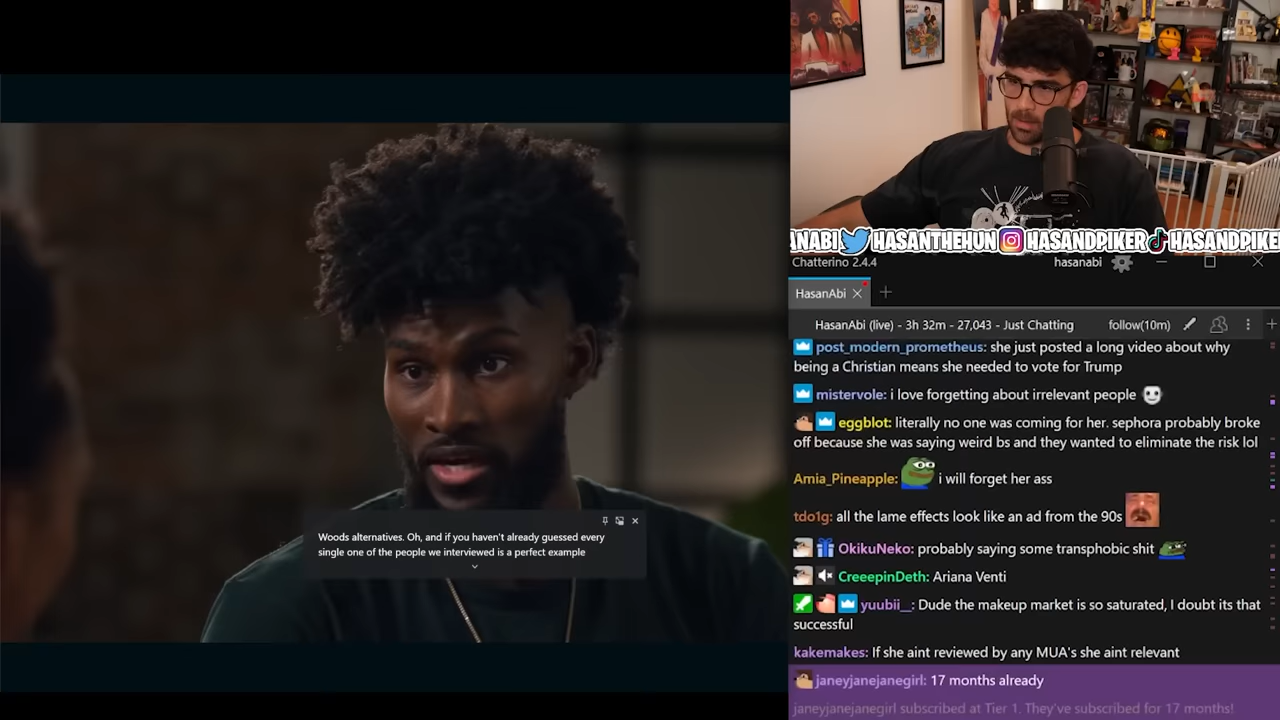 Woods alternatives. Oh, and if you haven't already guessed every
single one of the people we interviewed is a perfect example
ANABI HASANTHEHUN HASANDPIKER HASANDPIKE
Chatterino 2.4.4 hasanabi
HasanAbi
HasanAbi (live) - 3h 32m - 27,043 - Just Chatting follow(10m)
post_modern_prometheus: she just posted a long video about why
being a Christian means she needed to vote for Trump
mistervole: i love forgetting about irrelevant people
eggblot: literally no one was coming for her. sephora probably broke
off because she was saying weird bs and they wanted to eliminate the risk lol
Amia_Pineapple: i will forget her ass
tdo1g: all the lame effects look like an ad from the 90s
OkikuNeko: probably saying some transphobic shit
CreeepinDeth: Ariana Venti
yuubii__: Dude the makeup market is so saturated, I doubt its that
successful
kakemakes: If she aint reviewed by any MUA's she aint relevant
janeyjanejanegirl: 17 months already
janeyjanejanegirl subscribed at Tier 1. They've subscribed for 17 months!